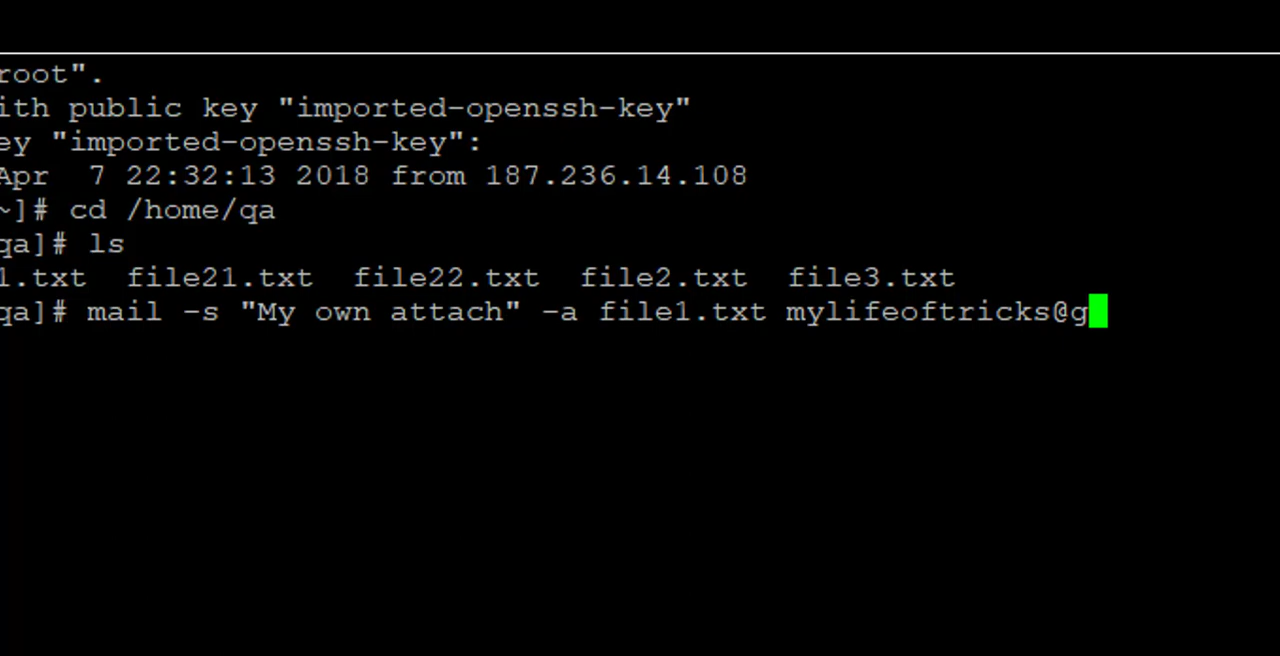 root".
ith public key "imported-openssh-key"
ey "imported-openssh-key":
Apr  7 22:32:13 2018 from 187.236.14.108
~]# cd /home/qa
qa]# ls
1.txt  file21.txt  file22.txt  file2.txt  file3.txt
qa]# mail -s "My own attach" -a file1.txt mylifeoftricks@g